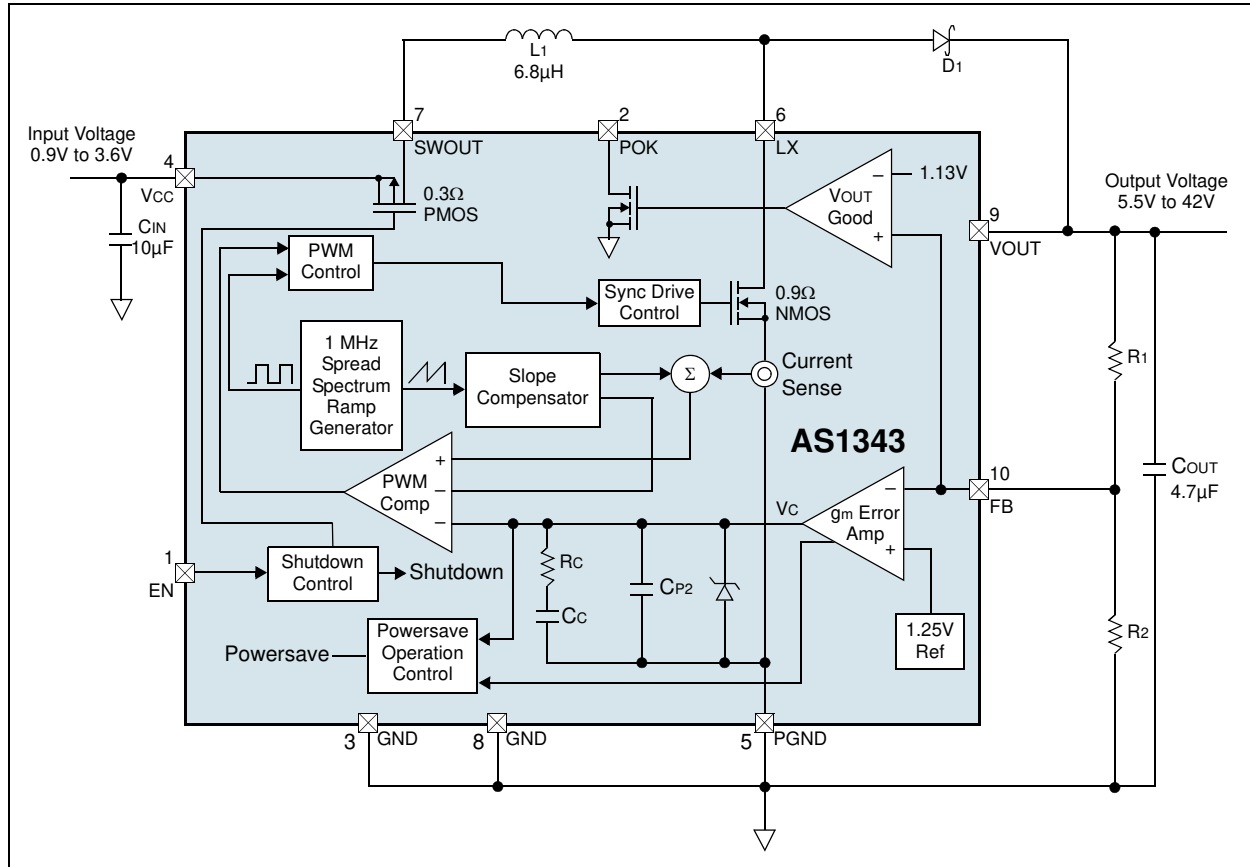 L1
6.8µH
D1
7
SWOUT
2
POK
6
LX
Input Voltage
0.9V to 3.6V
4
VCC
CIN
10µF
0.3Ω
PMOS
VOUT
Good
−
+
1.13V
Output Voltage
5.5V to 42V
9
VOUT
PWM
Control
Sync Drive
Control
0.9Ω
NMOS
1 MHz
Spread
Spectrum
Ramp
Generator
Slope
Compensator
Σ
Current
Sense
R1
AS1343
COUT
4.7µF
PWM
Comp
+
−
−
VC
gm Error
Amp
−
+
10
FB
1
EN
Shutdown
Control
Shutdown
RC
CC
CP2
1.25V
Ref
R2
Powersave
Powersave
Operation
Control
3
GND
8
GND
5
PGND